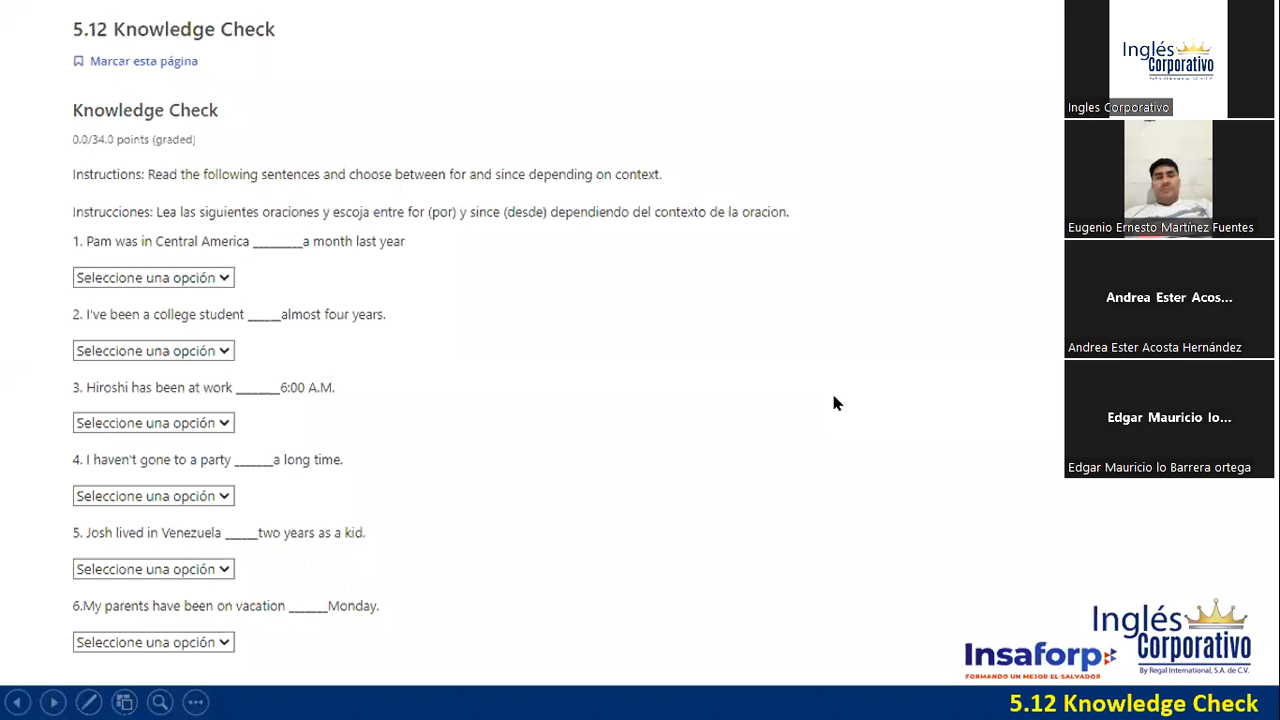 5.12 Knowledge Check
Marcar esta página
Knowledge Check
0.0/34.0 points (graded)
Instructions: Read the following sentences and choose between for and since depending on context.
Instrucciones: Lea las siguientes oraciones y escoja entre for (por) y since (desde) dependiendo del contexto de la oracion.
1. Pam was in Central America ________a month last year
Seleccione una opción
2. I've been a college student _____almost four years.
Seleccione una opción
3. Hiroshi has been at work _______6:00 A.M.
Seleccione una opción
4. I haven't gone to a party ______a long time.
Seleccione una opción
5. Josh lived in Venezuela _____two years as a kid.
Seleccione una opción
6.My parents have been on vacation ______Monday.
Seleccione una opción
Inglés
Corporativo
Ingles Corporativo
Eugenio Ernesto Martínez Fuentes
Andrea Ester Acos...
Andrea Ester Acosta Hernández
Edgar Mauricio lo...
Edgar Mauricio lo Barrera ortega
Insaforp
FORMANDO UN MEJOR EL SALVADOR
Inglés
Corporativo
By Regal International, S.A. de C.V.
5.12 Knowledge Check